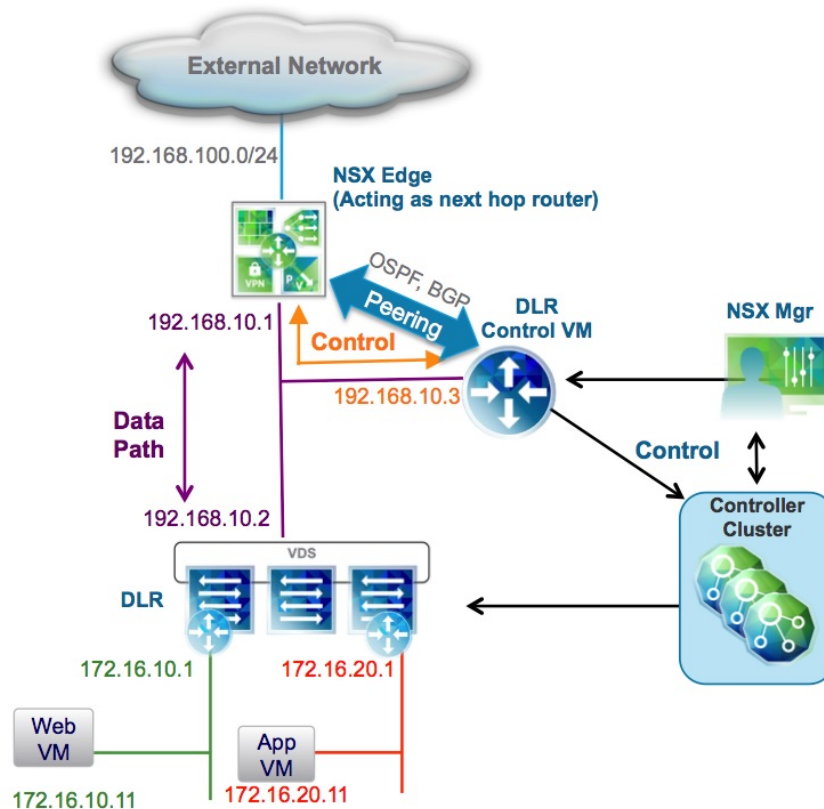 External Network
192.168.100.0/24
NSX Edge
(Acting as next hop router)
VPN
P
V
OSPF, BGP
Peering
DLR
Control VM
NSX Mgr
192.168.10.1
Control
192.168.10.3
Data
Path
Control
192.168.10.2
Controller
Cluster
VDS
DLR
172.16.10.1
172.16.20.1
Web
VM
App
VM
172.16.10.11
172.16.20.11